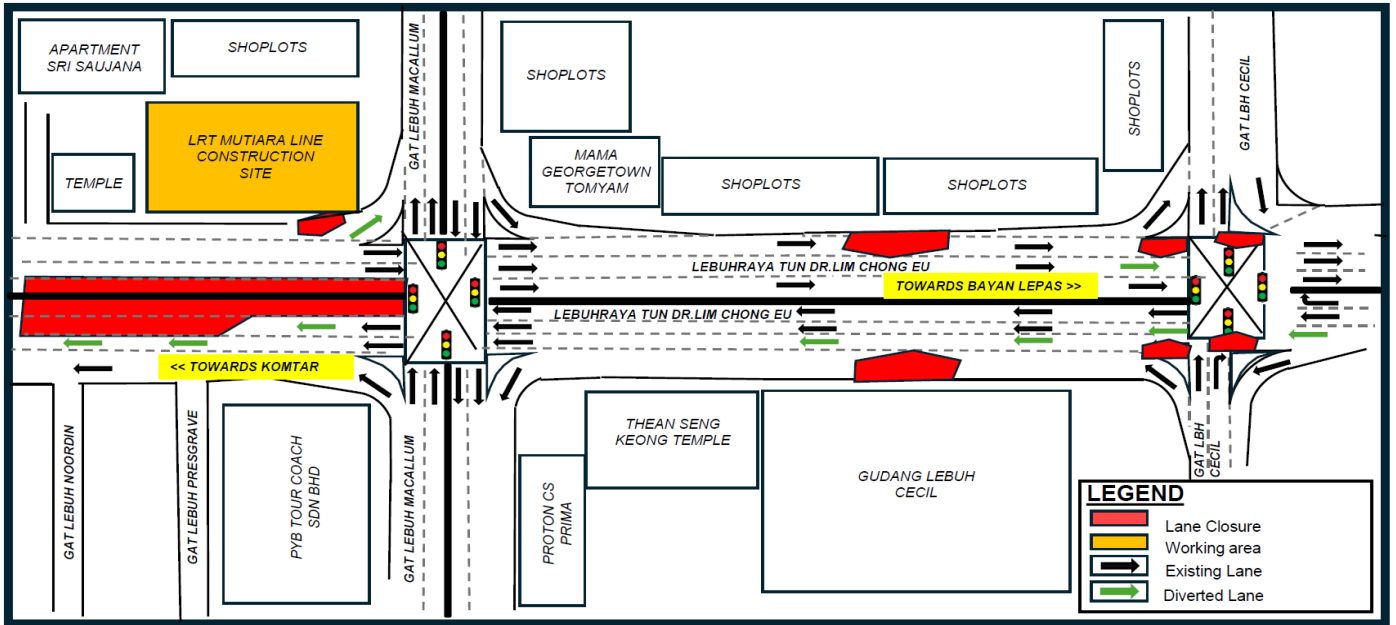 APARTMENT
SRI SAUJANA
SHOPLOTS
GAT LEBUH MACALLUM
SHOPLOTS
SHOPLOTS
GAT LBH CECIL
LRT MUTIARA LINE
CONSTRUCTION
SITE
TEMPLE
MAMA
GEORGETOWN
TOMYAM
SHOPLOTS
SHOPLOTS
LEBUHRAYA TUN DR.LIM CHONG EU
TOWARDS BAYAN LEPAS >>
LEBUHRAYA TUN DR.LIM CHONG EU
<< TOWARDS KOMTAR
GAT LEBUH NOORDIN
GAT LEBUH PRESGRAVE
PYB TOUR COACH
SDN BHD
GAT LEBUH MACALLUM
PROTON CS
PRIMA
THEAN SENG
KEONG TEMPLE
GUDANG LEBUH
CECIL
GAT LBH
CECIL
LEGEND
Lane Closure
Working area
Existing Lane
Diverted Lane